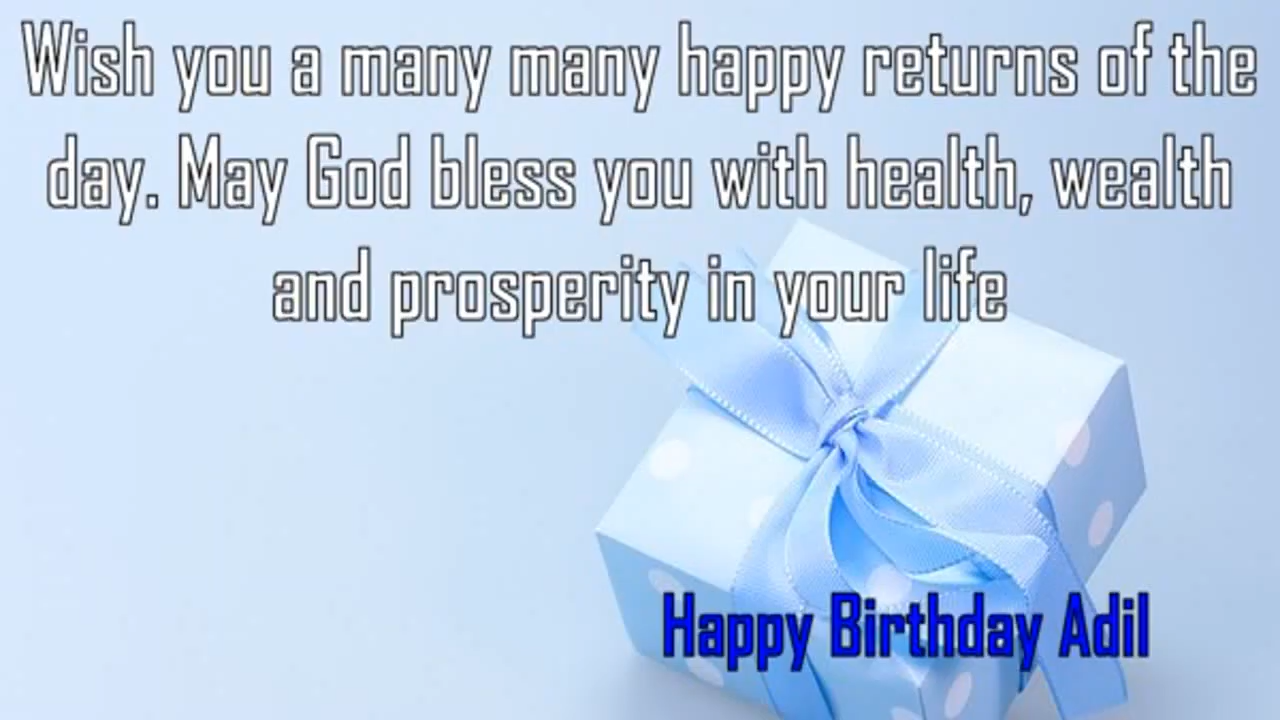 Wish you a many many happy returns of the
day. May God bless you with health, wealth
and prosperity in your life
Happy Birthday Adil